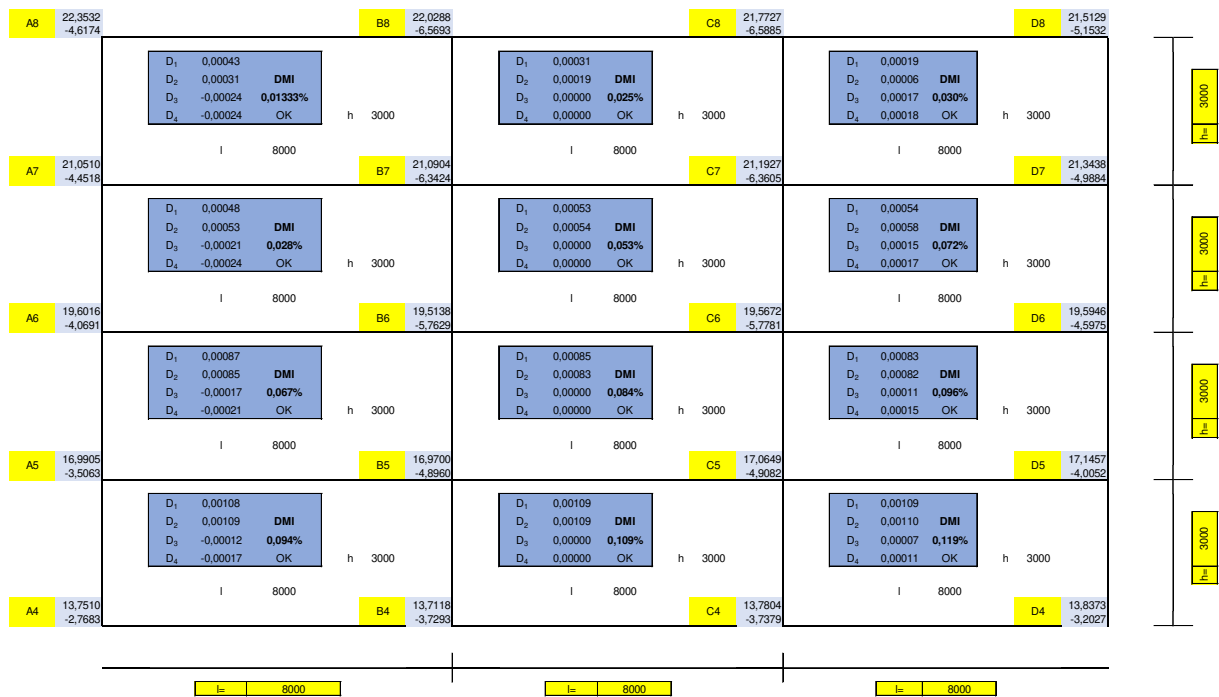 A8 22,3532 B8 22,0288 C8 21,7727 D8 21,5129
-4,6174 -6,5693 -6,5885 -5,1532
D₁ 0,00043 D₁ 0,00031 D₁ 0,00019
D₂ 0,00031 DMI D₂ 0,00019 DMI D₂ 0,00006 DMI
D₃ -0,00024 0,01333% D₃ 0,00000 0,025% D₃ 0,00017 0,030%
D₄ -0,00024 OK h 3000 D₄ 0,00000 OK h 3000 D₄ 0,00018 OK h 3000 h= 3000
l 8000 l 8000 l 8000
A7 21,0510 B7 21,0904 C7 21,1927 D7 21,3438
-4,4518 -6,3424 -6,3605 -4,9884
D₁ 0,00048 D₁ 0,00053 D₁ 0,00054
D₂ 0,00053 DMI D₂ 0,00054 DMI D₂ 0,00058 DMI
D₃ -0,00021 0,028% D₃ 0,00000 0,053% D₃ 0,00015 0,072%
D₄ -0,00024 OK h 3000 D₄ 0,00000 OK h 3000 D₄ 0,00017 OK h 3000 h= 3000
l 8000 l 8000 l 8000
A6 19,6016 B6 19,5138 C6 19,5672 D6 19,5946
-4,0691 -5,7629 -5,7781 -4,5975
D₁ 0,00087 D₁ 0,00085 D₁ 0,00083
D₂ 0,00085 DMI D₂ 0,00083 DMI D₂ 0,00082 DMI
D₃ -0,00017 0,067% D₃ 0,00000 0,084% D₃ 0,00011 0,096%
D₄ -0,00021 OK h 3000 D₄ 0,00000 OK h 3000 D₄ 0,00015 OK h 3000 h= 3000
l 8000 l 8000 l 8000
A5 16,9905 B5 16,9700 C5 17,0649 D5 17,1457
-3,5063 -4,8960 -4,9082 -4,0052
D₁ 0,00108 D₁ 0,00109 D₁ 0,00109
D₂ 0,00109 DMI D₂ 0,00109 DMI D₂ 0,00110 DMI
D₃ -0,00012 0,094% D₃ 0,00000 0,109% D₃ 0,00007 0,119%
D₄ -0,00017 OK h 3000 D₄ 0,00000 OK h 3000 D₄ 0,00011 OK h 3000 h= 3000
l 8000 l 8000 l 8000
A4 13,7510 B4 13,7118 C4 13,7804 D4 13,8373
-2,7683 -3,7293 -3,7379 -3,2027
l= 8000 l= 8000 l= 8000